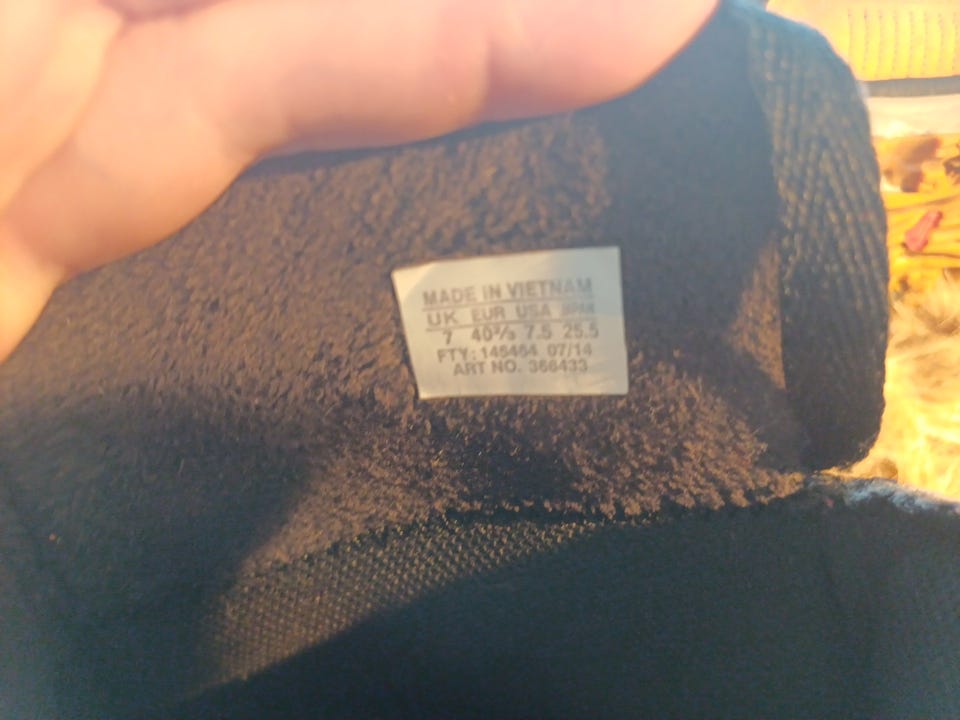 MADE IN VIETNAM
UK EUR USA JAPAN
7 40⅔ 7.5 25.5
FTY: 145464 07/14
ART NO. 366433